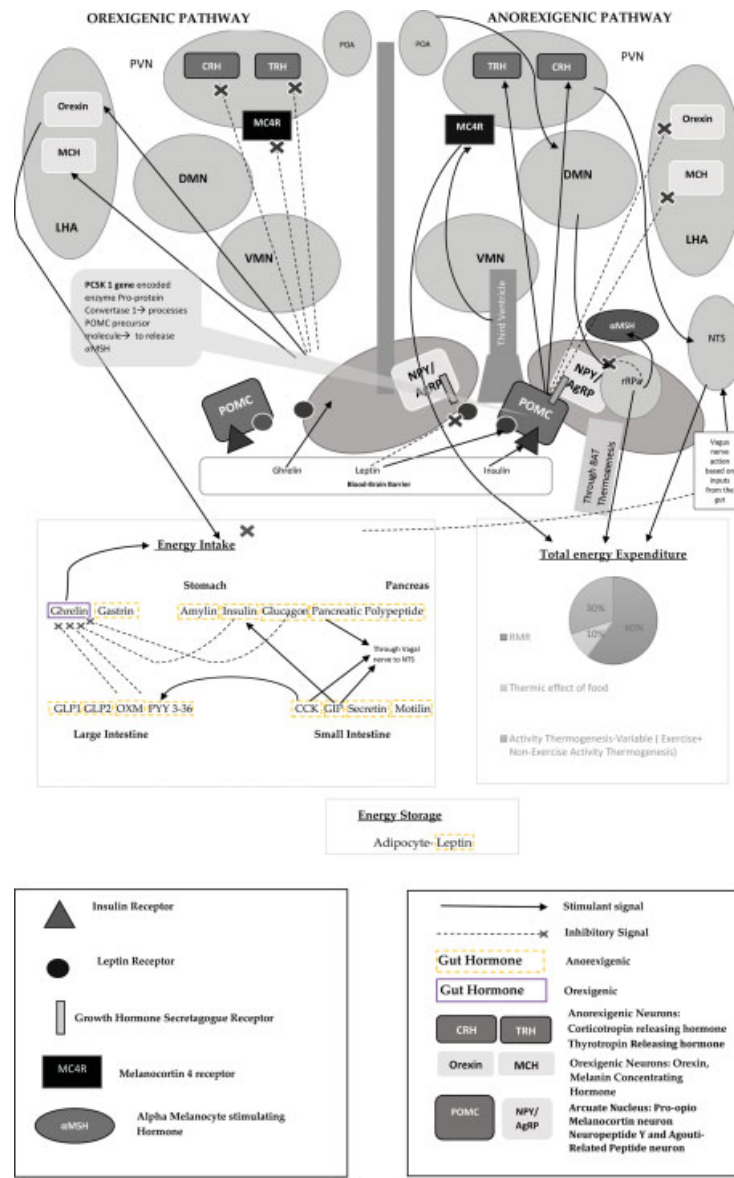 OREXIGENIC PATHWAY
ANOREXIGENIC PATHWAY
PVN
CRH
TRH
POA
POA
TRH
CRH
PVN
Orexin
MCH
LHA
MC4R
DMN
VMN
MC4R
DMN
VMN
Orexin
MCH
LHA
PCSK 1 gene encoded
enzyme Pro-protein
Convertase 1→ processes
POMC precursor
molecule→ to release
αMSH
Third Ventricle
αMSH
NTS
NPY/
AgRP
POMC
POMC
NPY/
AgRP
rRPa
Ghrelin
Leptin
Insulin
Blood-Brain Barrier
Through BAT
Thermogenesis
Vagus
nerve
action
based on
inputs
from the
gut
Energy Intake
Stomach
Pancreas
Ghrelin
Gastrin
Amylin
Insulin
Glucagon
Pancreatic Polypeptide
Through Vagal
nerve to NTS
GLP1
GLP2
OXM
PYY 3-36
CCK
GIP
Secretin
Motilin
Large Intestine
Small Intestine
Total energy Expenditure
30%
10%
60%
RMR
Thermic effect of food
Activity Thermogenesis-Variable ( Exercise+
Non-Exercise Activity Thermogenesis)
Energy Storage
Adipocyte- Leptin
Insulin Receptor
Leptin Receptor
Growth Hormone Secretagogue Receptor
MC4R
Melanocortin 4 receptor
αMSH
Alpha Melanocyte stimulating
Hormone
Stimulant signal
Inhibitory Signal
Gut Hormone
Anorexigenic
Gut Hormone
Orexigenic
CRH
TRH
Anorexigenic Neurons:
Corticotropin releasing hormone
Thyrotropin Releasing hormone
Orexin
MCH
Orexigenic Neurons: Orexin,
Melanin Concentrating
Hormone
POMC
NPY/
AgRP
Arcuate Nucleus: Pro-opio
Melanocortin neuron
Neuropeptide Y and Agouti-
Related Peptide neuron